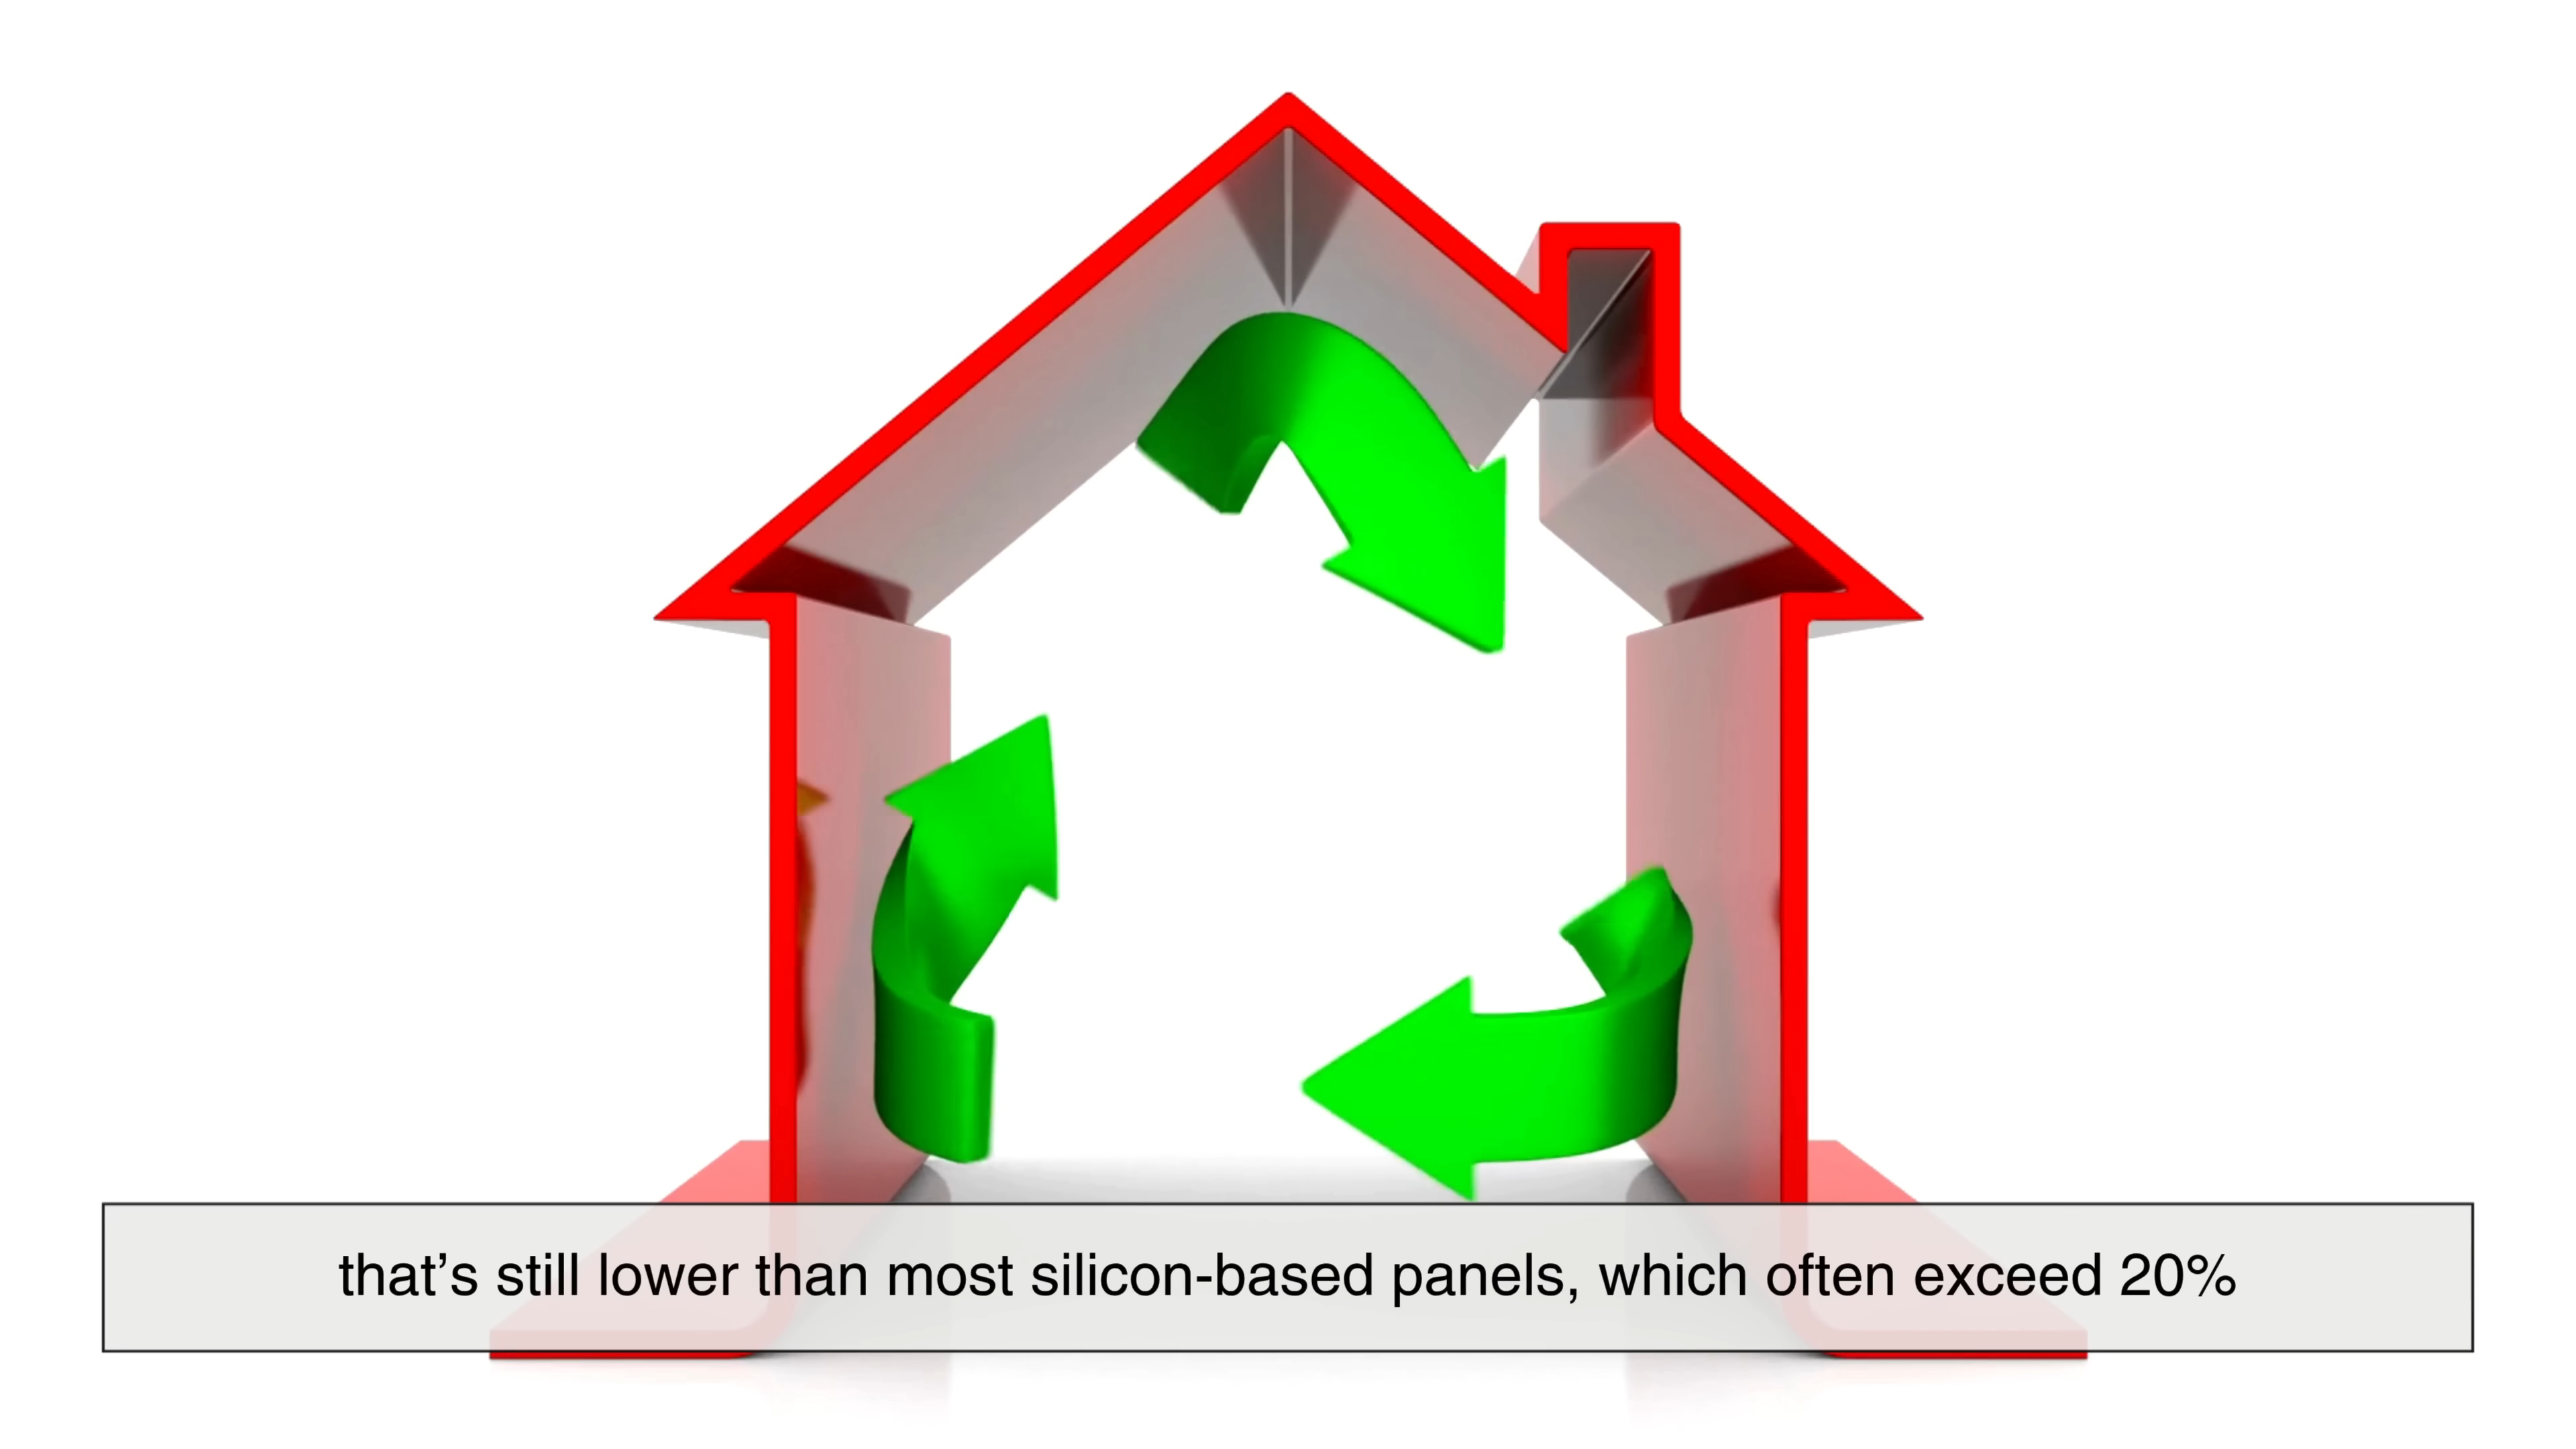 that’s still lower than most silicon-based panels, which often exceed 20%